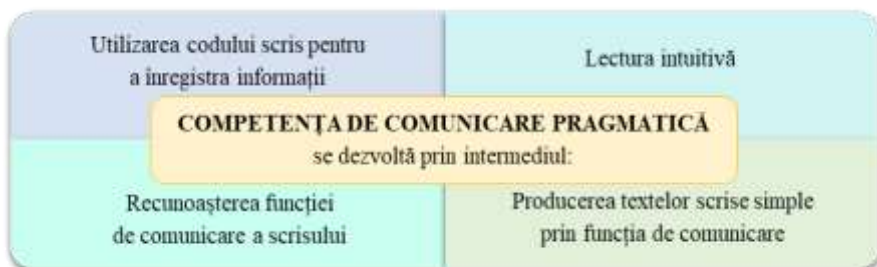 Utilizarea codului scris pentru
a înregistra informații
Lectura intuitivă
COMPETENȚA DE COMUNICARE PRAGMATICĂ
se dezvoltă prin intermediul:
Recunoașterea funcției
de comunicare a scrisului
Producerea textelor scrise simple
prin funcția de comunicare